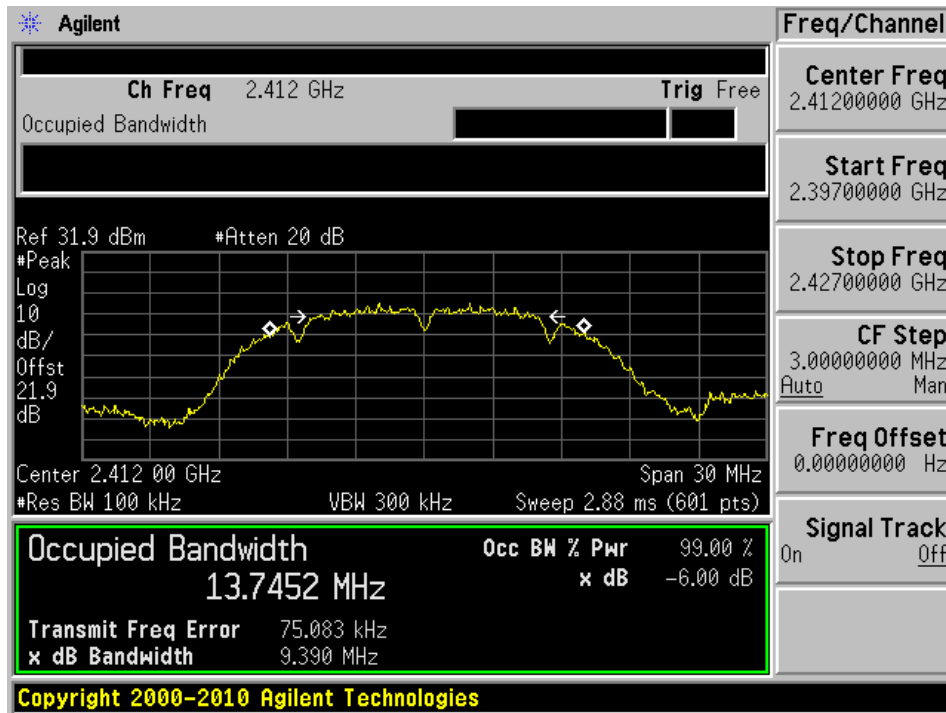 Agilent
Freq/Channel
Ch Freq 2.412 GHz Trig Free
Occupied Bandwidth
Center Freq
2.41200000 GHz
Start Freq
2.39700000 GHz
Stop Freq
2.42700000 GHz
CF Step
3.00000000 MHz
Auto Man
Freq Offset
0.00000000 Hz
Signal Track
On Off
Ref 31.9 dBm #Atten 20 dB
#Peak
Log
10
dB/
Offst
21.9
dB
Center 2.412 00 GHz Span 30 MHz
#Res BW 100 kHz VBW 300 kHz Sweep 2.88 ms (601 pts)
Occupied Bandwidth Occ BW % Pwr 99.00 %
13.7452 MHz x dB -6.00 dB
Transmit Freq Error 75.083 kHz
x dB Bandwidth 9.390 MHz
Copyright 2000-2010 Agilent Technologies